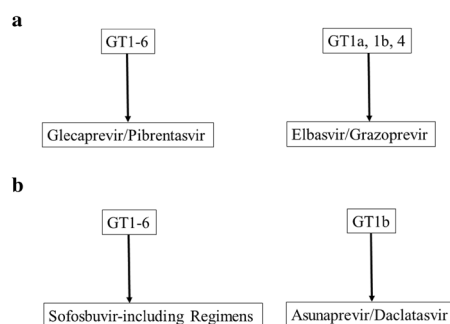 a
GT1-6
GT1a, 1b, 4
Glecaprevir/Pibrentasvir
Elbasvir/Grazoprevir
b
GT1-6
GT1b
Sofosbuvir-including Regimens
Asunaprevir/Daclatasvir